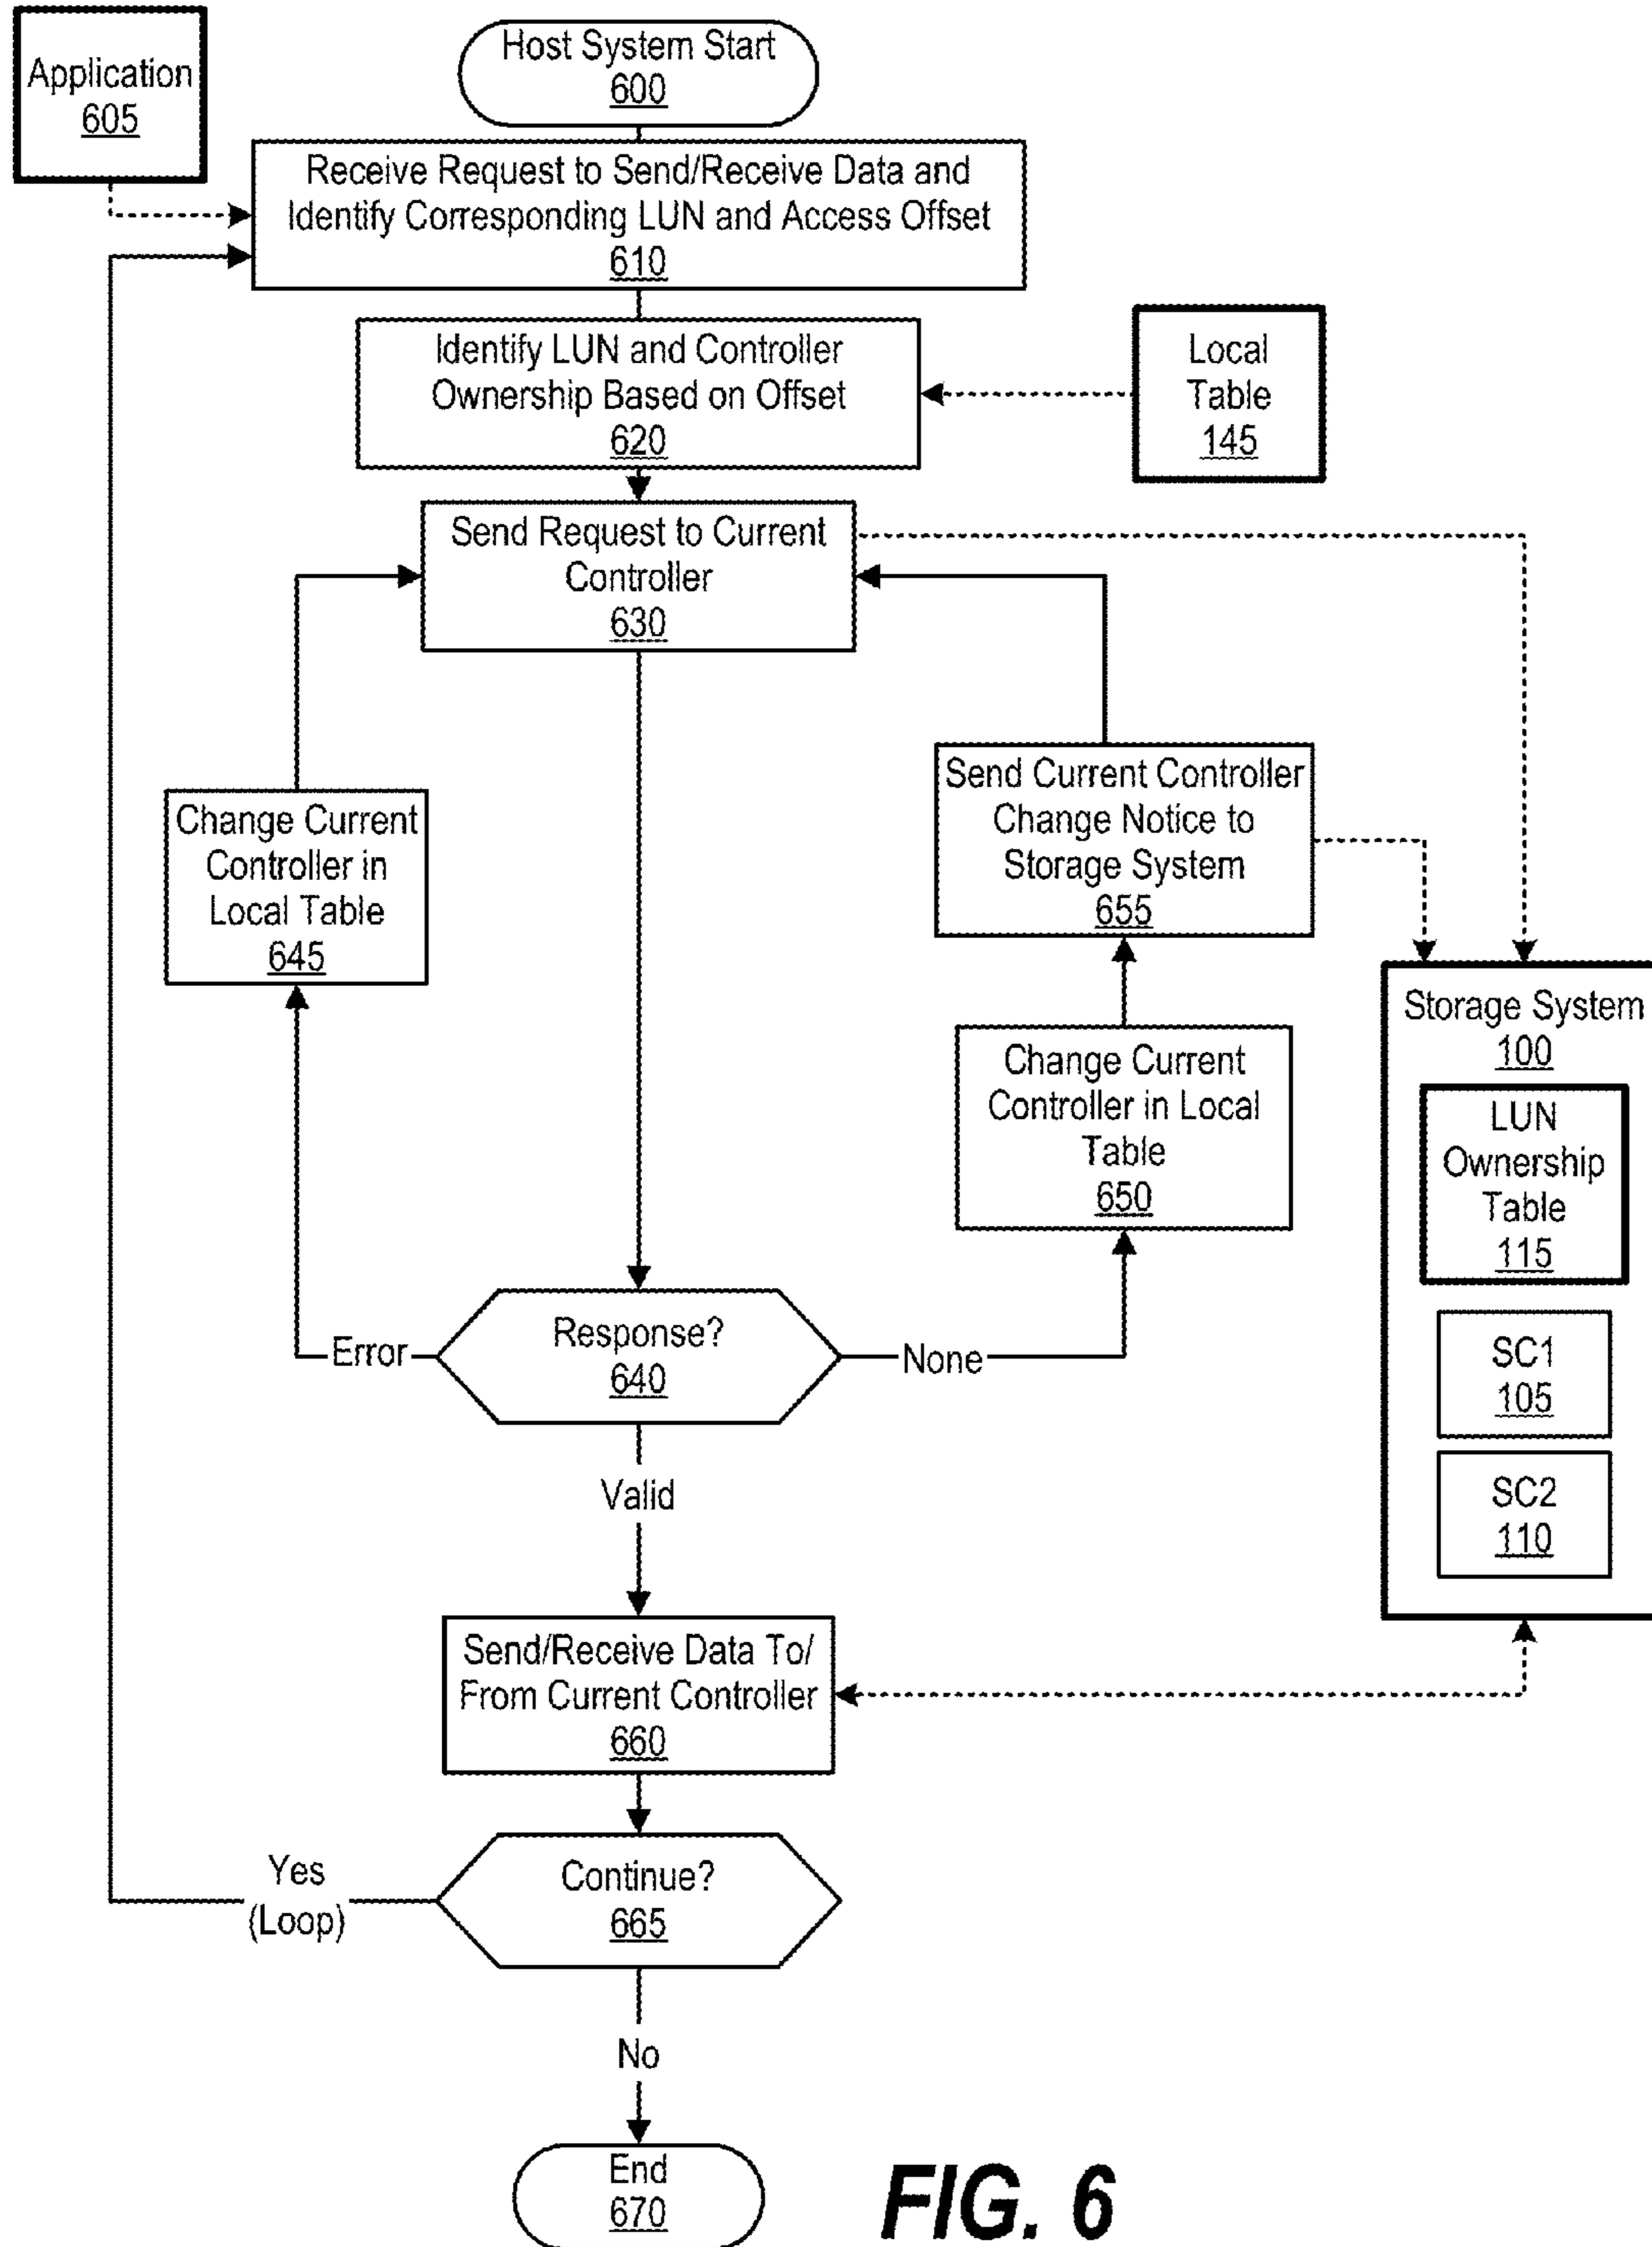 Application
605
Host System Start
600
Receive Request to Send/Receive Data and
Identify Corresponding LUN and Access Offset
610
Identify LUN and Controller
Ownership Based on Offset
620
Local
Table
145
Send Request to Current
Controller
630
Change Current
Controller in
Local Table
645
Send Current Controller
Change Notice to
Storage System
655
Change Current
Controller in Local
Table
650
Storage System
100
LUN
Ownership
Table
115
SC1
105
SC2
110
Response?
640
Error
None
Valid
Send/Receive Data To/
From Current Controller
660
Continue?
665
Yes
(Loop)
No
End
670
FIG. 6